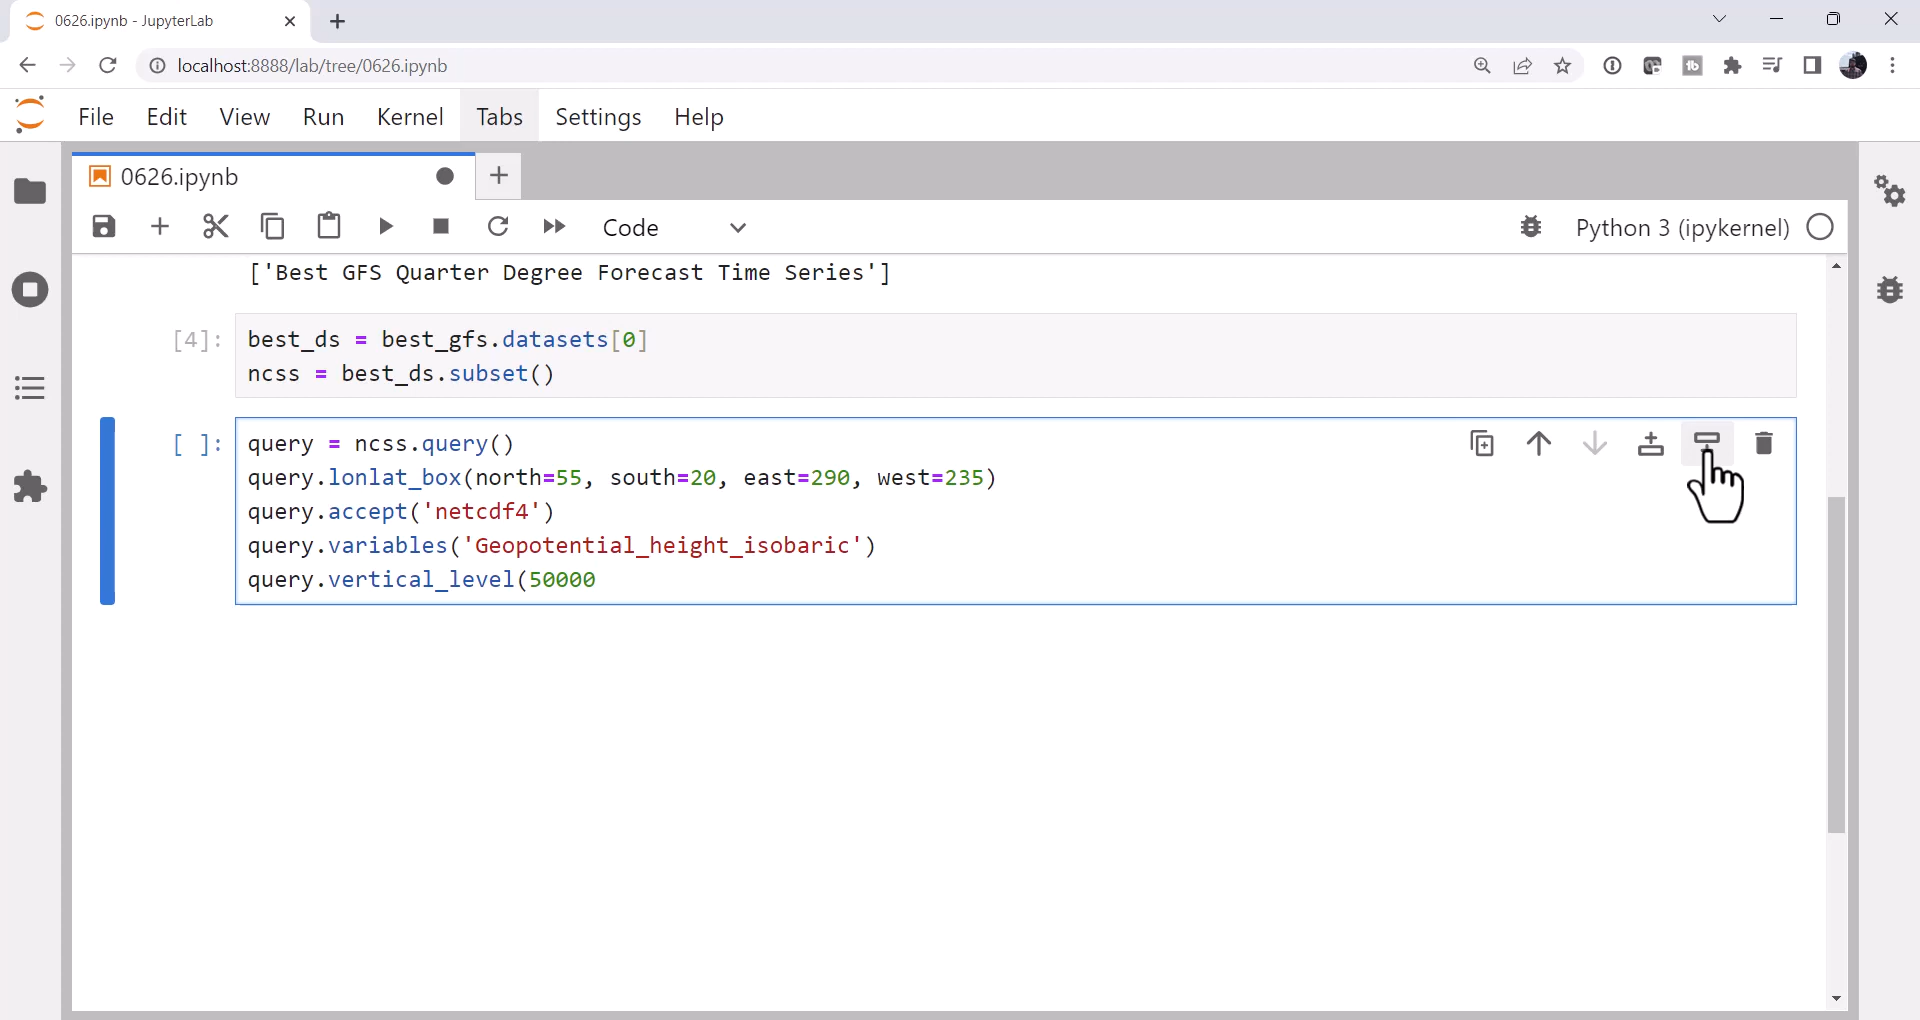 0626.ipynb - JupyterLab
localhost:8888/lab/tree/0626.ipynb
File Edit View Run Kernel Tabs Settings Help
0626.ipynb
Code
Python 3 (ipykernel)
['Best GFS Quarter Degree Forecast Time Series']
[4]: best_ds = best_gfs.datasets[0]
ncss = best_ds.subset()
[ ]: query = ncss.query()
query.lonlat_box(north=55, south=20, east=290, west=235)
query.accept('netcdf4')
query.variables('Geopotential_height_isobaric')
query.vertical_level(50000